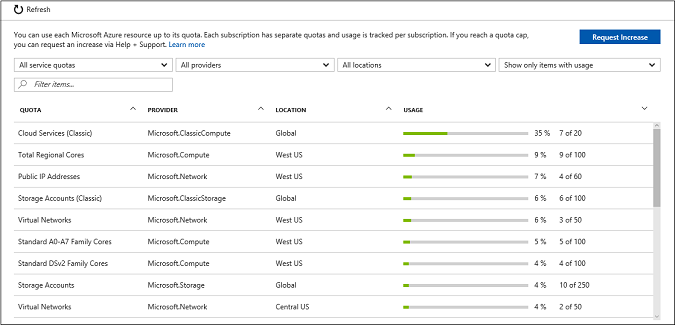 Refresh
You can use each Microsoft Azure resource up to its quota. Each subscription has separate quotas and usage is tracked per subscription. If you reach a quota cap,
you can request an increase via Help + Support. Learn more
Request Increase
All service quotas All providers All locations Show only items with usage
Filter items...
QUOTA PROVIDER LOCATION USAGE
Cloud Services (Classic) Microsoft.ClassicCompute Global 35 % 7 of 20
Total Regional Cores Microsoft.Compute West US 9 % 9 of 100
Public IP Addresses Microsoft.Network West US 7 % 4 of 60
Storage Accounts (Classic) Microsoft.ClassicStorage Global 6 % 6 of 100
Virtual Networks Microsoft.Network West US 6 % 3 of 50
Standard A0-A7 Family Cores Microsoft.Compute West US 5 % 5 of 100
Standard DSv2 Family Cores Microsoft.Compute West US 4 % 4 of 100
Storage Accounts Microsoft.Storage Global 4 % 10 of 250
Virtual Networks Microsoft.Network Central US 4 % 2 of 50